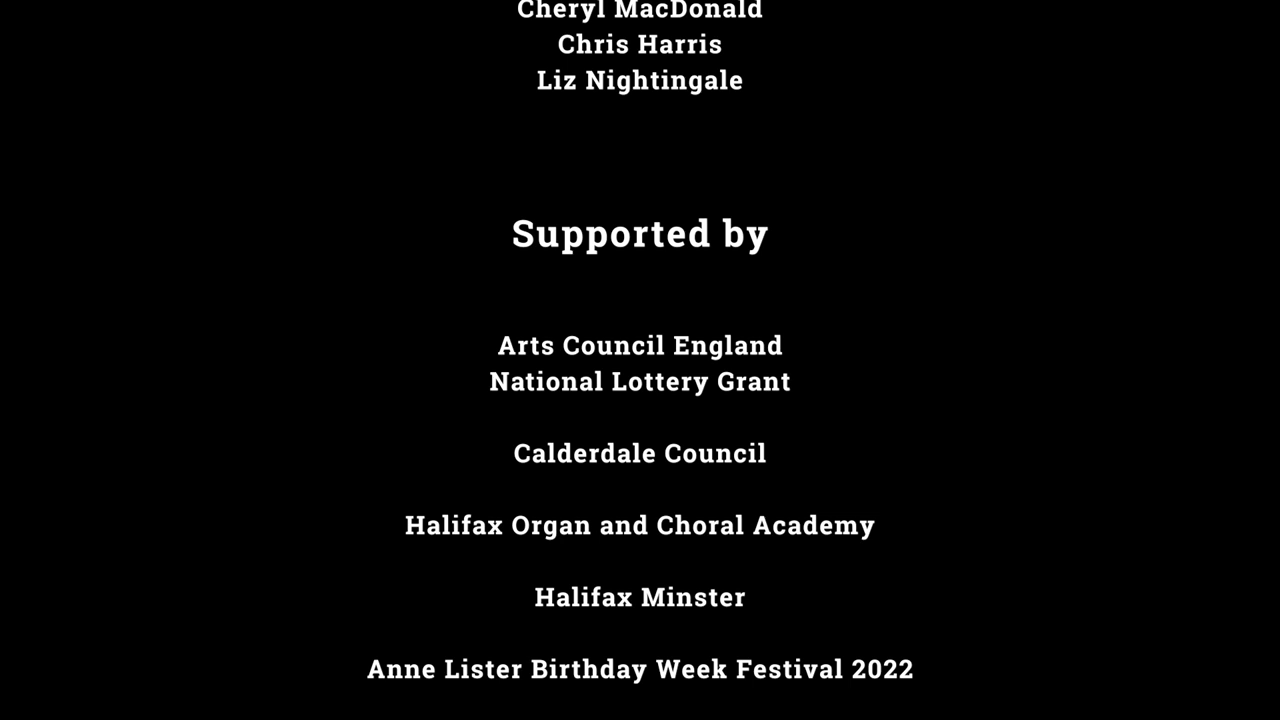 Cheryl MacDonald
Chris Harris
Liz Nightingale
Supported by
Arts Council England
National Lottery Grant
Calderdale Council
Halifax Organ and Choral Academy
Halifax Minster
Anne Lister Birthday Week Festival 2022